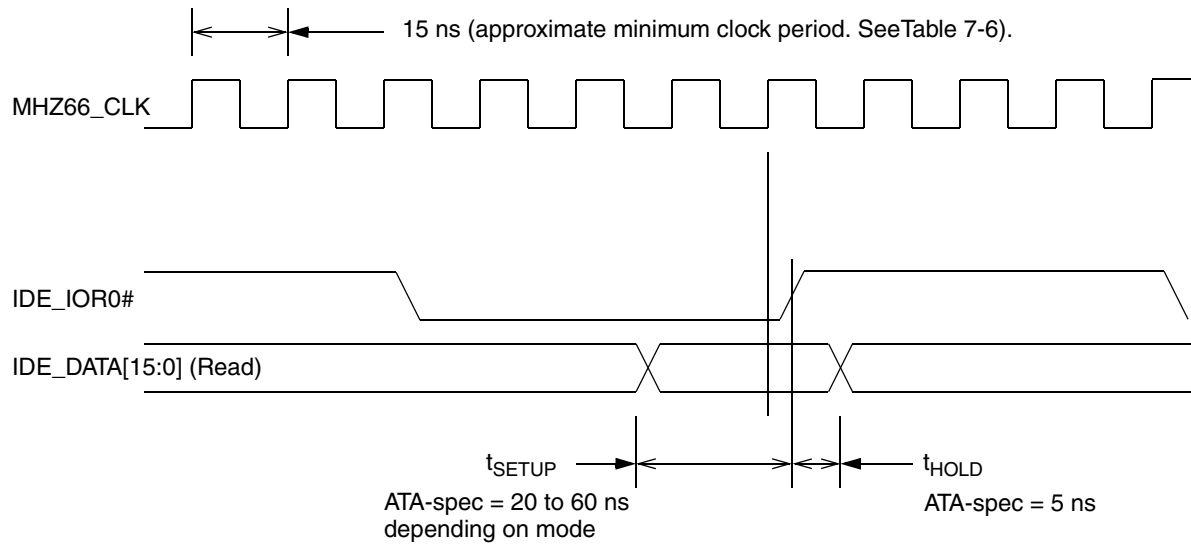 15 ns (approximate minimum clock period. SeeTable 7-6).
MHZ66_CLK
IDE_IOR0#
IDE_DATA[15:0] (Read)
tSETUP
ATA-spec = 20 to 60 ns
depending on mode
tHOLD
ATA-spec = 5 ns